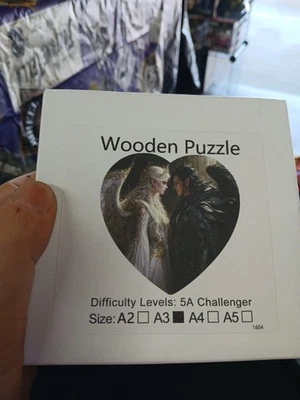 Wooden Puzzle
Difficulty Levels: 5A Challenger
Size: A2☐ A3■ A4☐ A5☐
1604